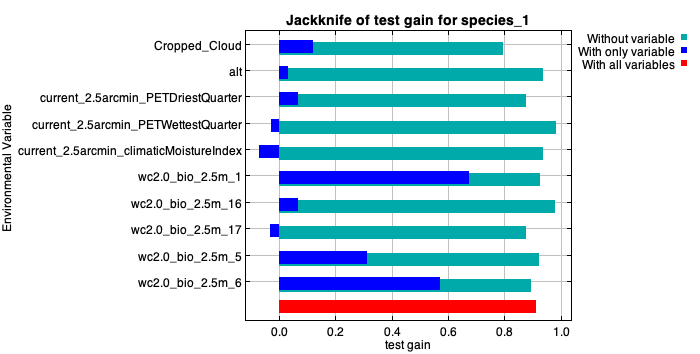 Jackknife of test gain for species_1
Without variable
With only variable
With all variables
Environmental Variable
Cropped_Cloud
alt
current_2.5arcmin_PETDriestQuarter
current_2.5arcmin_PETWettestQuarter
current_2.5arcmin_climaticMoistureIndex
wc2.0_bio_2.5m_1
wc2.0_bio_2.5m_16
wc2.0_bio_2.5m_17
wc2.0_bio_2.5m_5
wc2.0_bio_2.5m_6
0.0 0.2 0.4 0.6 0.8 1.0
test gain